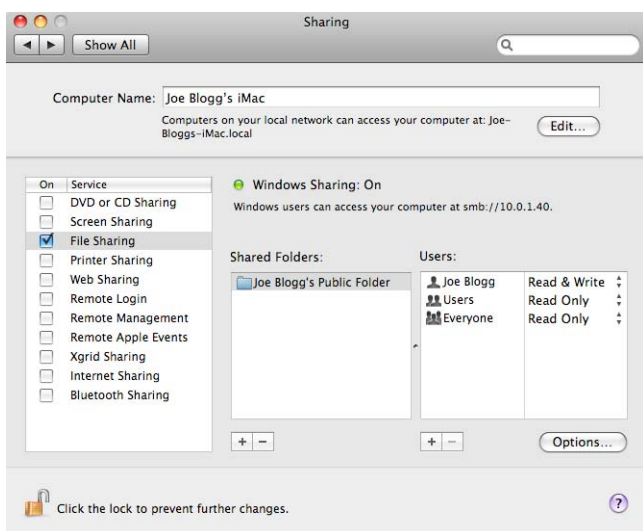 Sharing
Show All
Computer Name: Joe Blogg's iMac
Computers on your local network can access your computer at: Joe-
Bloggs-iMac.local
Edit...
On Service
DVD or CD Sharing
Screen Sharing
File Sharing
Printer Sharing
Web Sharing
Remote Login
Remote Management
Remote Apple Events
Xgrid Sharing
Internet Sharing
Bluetooth Sharing
Windows Sharing: On
Windows users can access your computer at smb://10.0.1.40.
Shared Folders:
Joe Blogg's Public Folder
Users:
Joe Blogg Read & Write
Users Read Only
Everyone Read Only
+ −
+ −
Options...
Click the lock to prevent further changes.
?